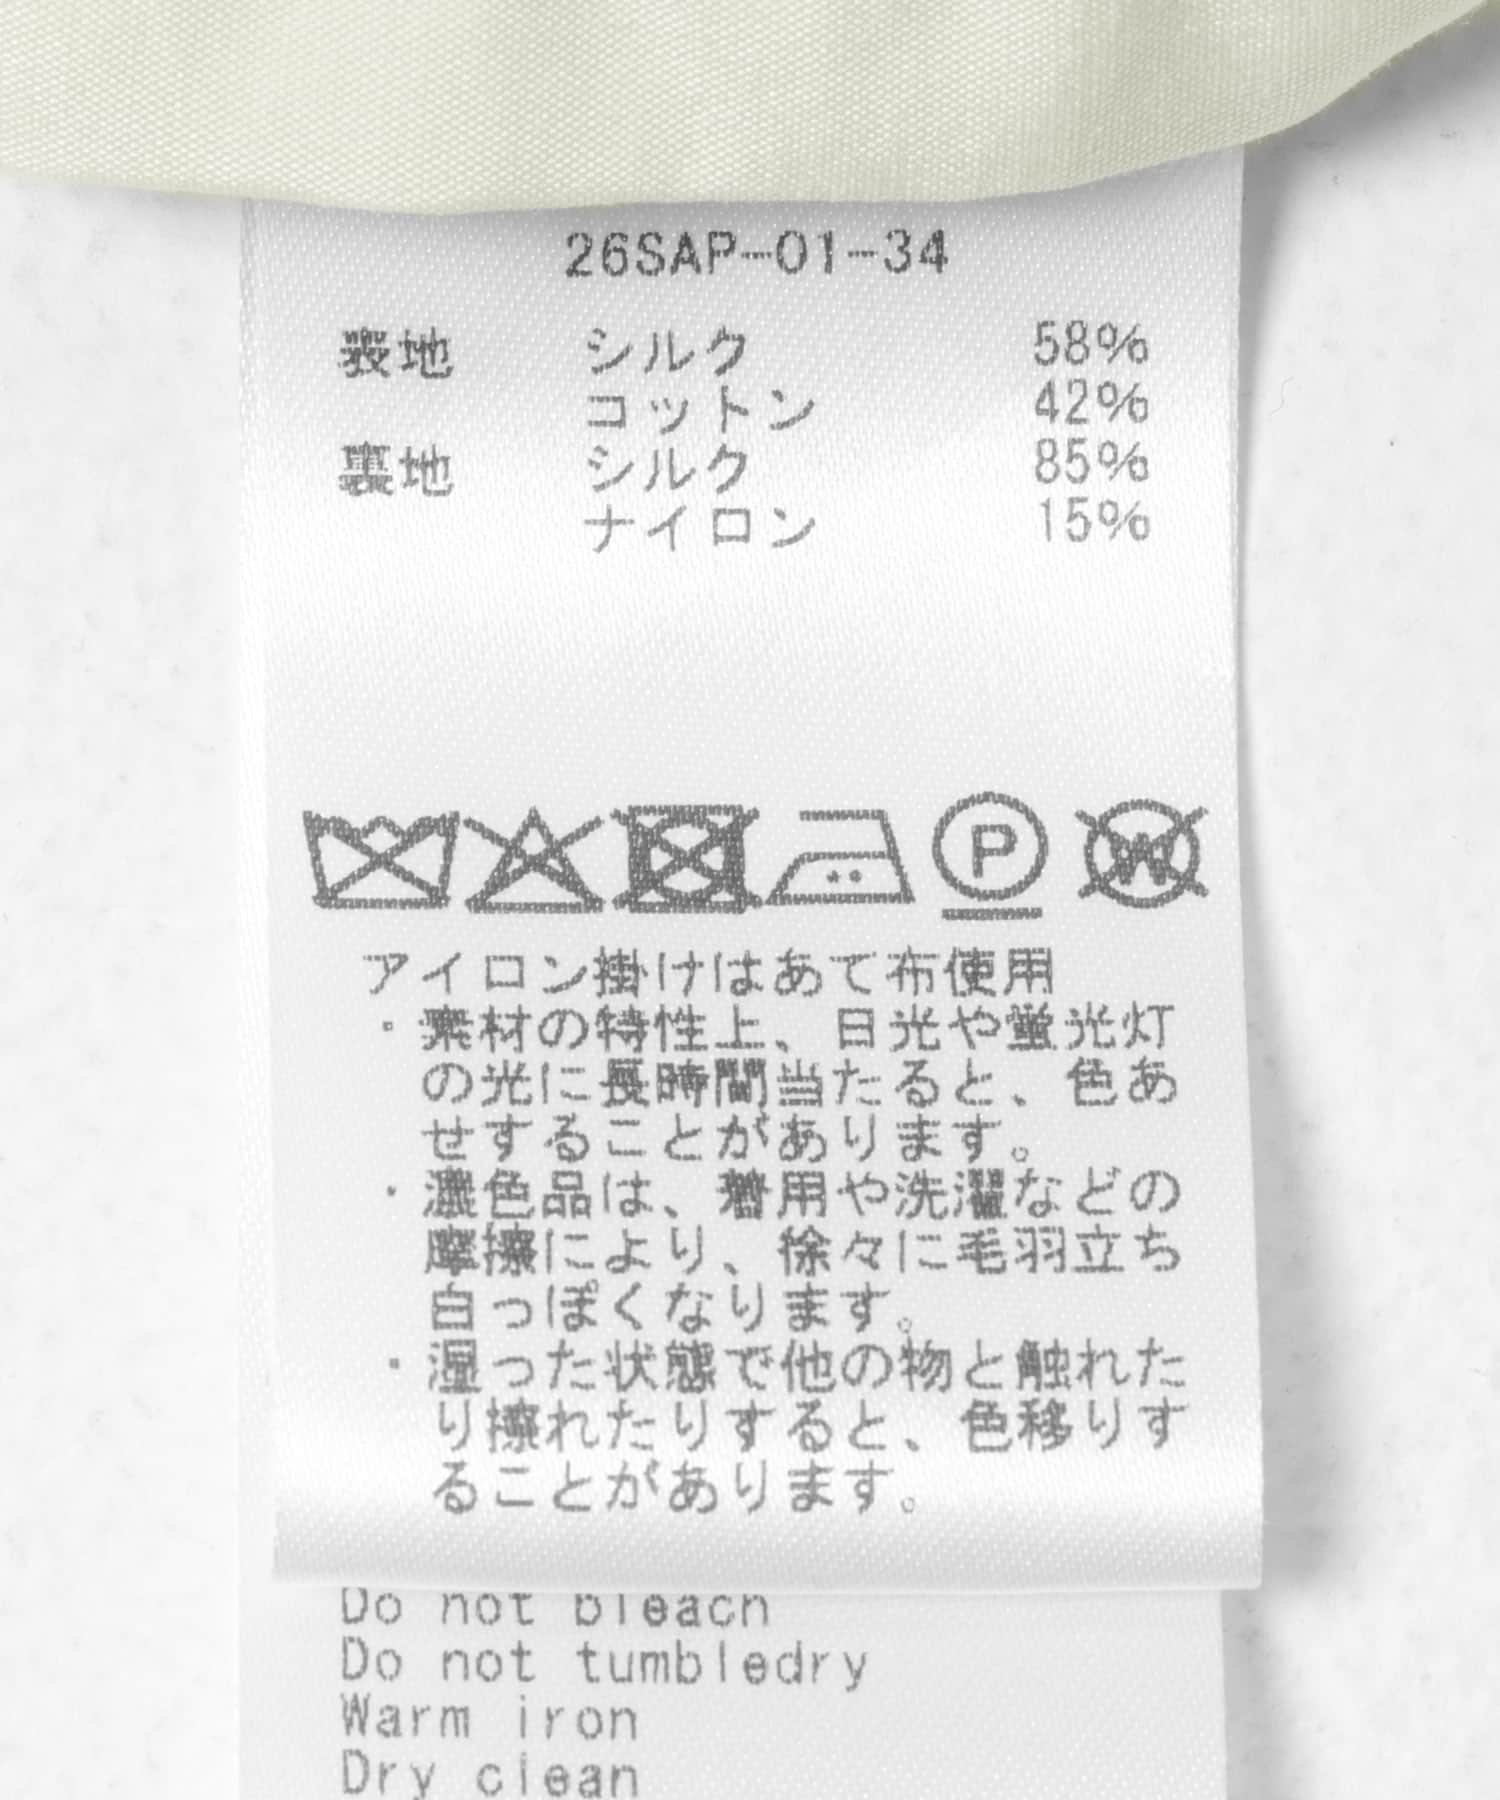 26SAP-01-34
表地 シルク 58%
コットン 42%
裏地 シルク 85%
ナイロン 15%
P
W
アイロン掛けはあて布使用
・素材の特性上、日光や蛍光灯
の光に長時間当たると、色あ
せすることがあります。
・濃色品は、着用や洗濯などの
摩擦により、徐々に毛羽立ち
白っぽくなります。
・湿った状態で他の物と触れた
り擦れたりすると、色移りす
ることがあります。
Do not bleach
Do not tumbledry
Warm iron
Dry clean